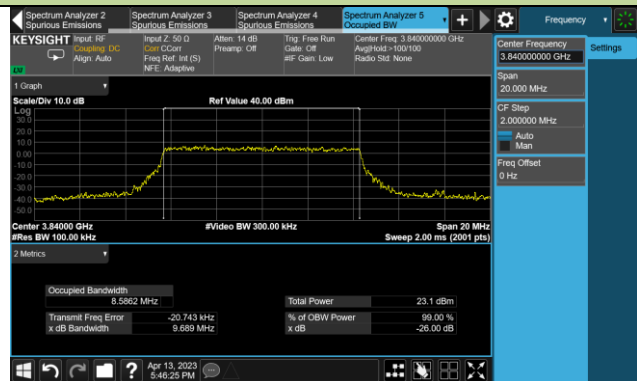 Spectrum Analyzer 2
Spurious Emissions
Spectrum Analyzer 3
Spurious Emissions
Spectrum Analyzer 4
Spurious Emissions
Spectrum Analyzer 5
Occupied BW
Frequency
KEYSIGHT
Input: RF
Coupling: DC
Align: Auto
Input Z: 50 Ω
Corr CCorr
Freq Ref: Int (S)
NFE: Adaptive
Atten: 14 dB
Preamp: Off
Trig: Free Run
Gate: Off
#IF Gain: Low
Center Freq: 3.840000000 GHz
Avg|Hold:>100/100
Radio Std: None
Center Frequency
3.840000000 GHz
Settings
Span
20.000 MHz
CF Step
2.000000 MHz
Auto
Man
Freq Offset
0 Hz
1 Graph
Scale/Div 10.0 dB
Ref Value 40.00 dBm
Log
30.0
20.0
10.0
0.00
-10.0
-20.0
-30.0
-40.0
-50.0
Center 3.84000 GHz
#Video BW 300.00 kHz
Span 20 MHz
#Res BW 100.00 kHz
Sweep 2.00 ms (2001 pts)
2 Metrics
Occupied Bandwidth
8.5862 MHz
Total Power
23.1 dBm
Transmit Freq Error
-20.743 kHz
% of OBW Power
99.00 %
x dB Bandwidth
9.689 MHz
x dB
-26.00 dB
?
Apr 13, 2023
5:46:25 PM